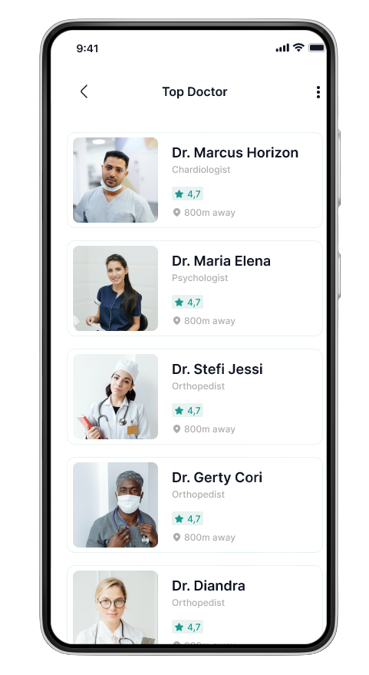 9:41
Top Doctor
Dr. Marcus Horizon
Chardiologist
4,7
800m away
Dr. Maria Elena
Psychologist
4,7
800m away
Dr. Stefi Jessi
Orthopedist
4,7
800m away
Dr. Gerty Cori
Orthopedist
4,7
800m away
Dr. Diandra
Orthopedist
4,7